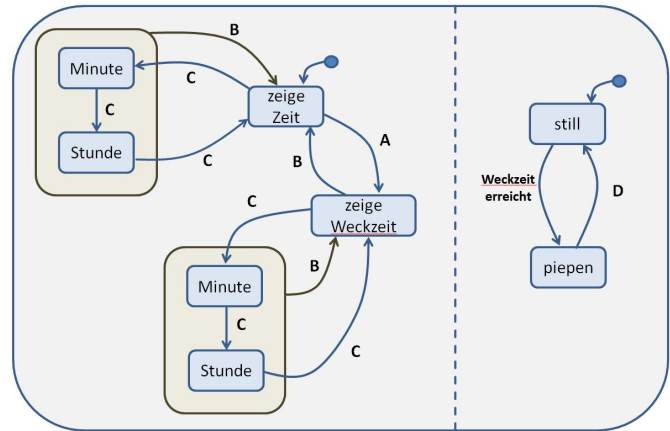 B
Minute
C
C
Stunde
C
zeige
Zeit
A
B
zeige
Weckzeit
C
Minute
B
C
Stunde
C
still
Weckzeit
erreicht
D
piepen